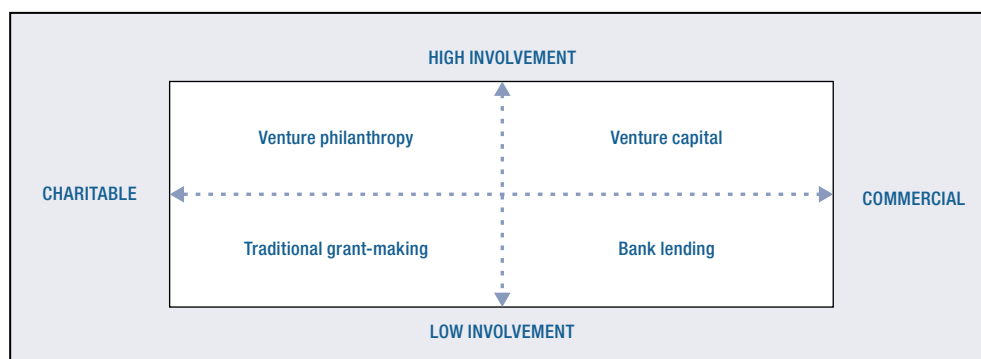 HIGH INVOLVEMENT
Venture philanthropy
Venture capital
CHARITABLE
COMMERCIAL
Traditional grant-making
Bank lending
LOW INVOLVEMENT